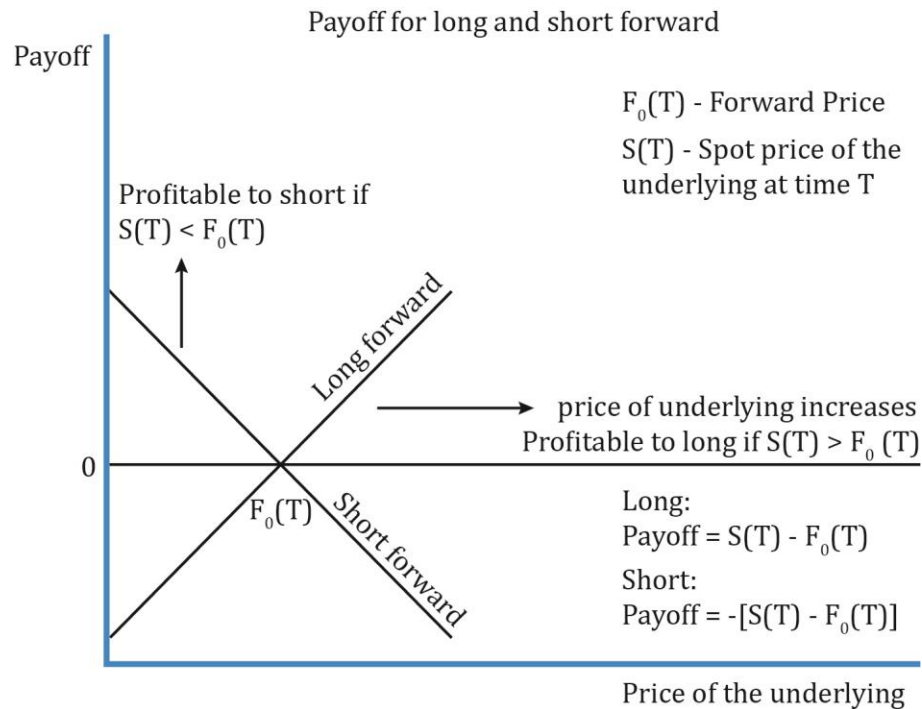 Payoff for long and short forward
Payoff
F₀(T) - Forward Price
S(T) - Spot price of the
underlying at time T
Profitable to short if
S(T) < F₀(T)
Long forward
price of underlying increases
Profitable to long if S(T) > F₀ (T)
0
F₀(T)
Short forward
Long:
Payoff = S(T) - F₀(T)
Short:
Payoff = -[S(T) - F₀(T)]
Price of the underlying